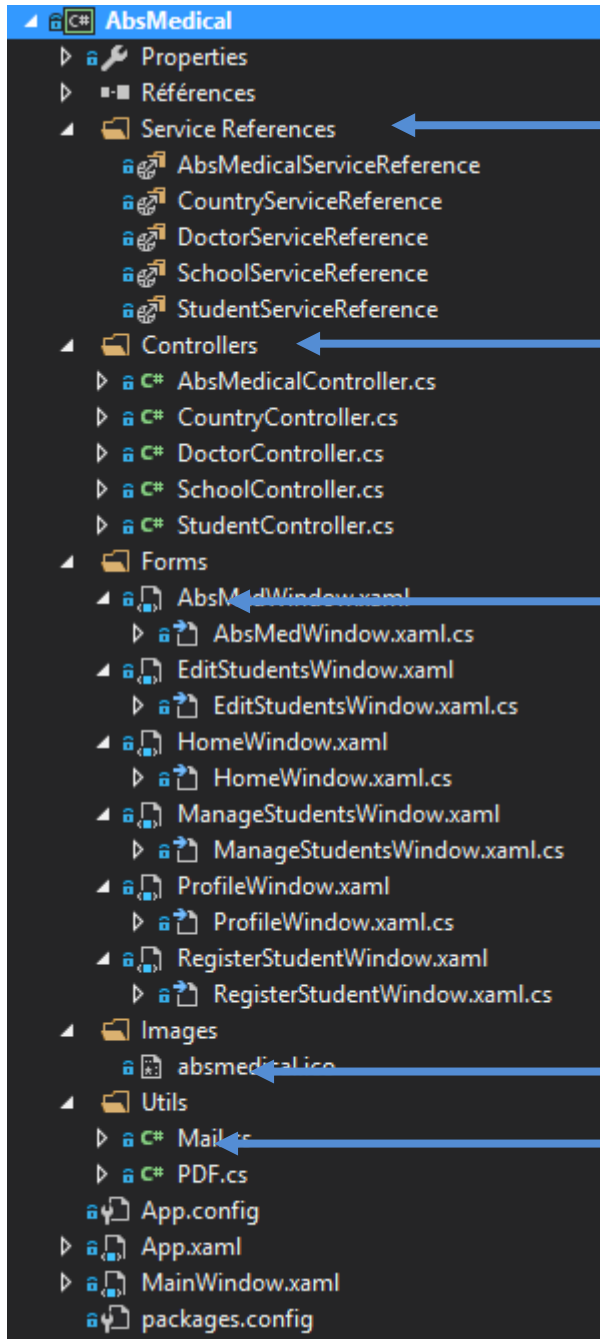 C# AbsMedical
Properties
Références
Service References
AbsMedicalServiceReference
CountryServiceReference
DoctorServiceReference
SchoolServiceReference
StudentServiceReference
Controllers
C# AbsMedicalController.cs
C# CountryController.cs
C# DoctorController.cs
C# SchoolController.cs
C# StudentController.cs
Forms
AbsMedWindow.xaml
AbsMedWindow.xaml.cs
EditStudentsWindow.xaml
EditStudentsWindow.xaml.cs
HomeWindow.xaml
HomeWindow.xaml.cs
ManageStudentsWindow.xaml
ManageStudentsWindow.xaml.cs
ProfileWindow.xaml
ProfileWindow.xaml.cs
RegisterStudentWindow.xaml
RegisterStudentWindow.xaml.cs
Images
absmedical.ico
Utils
C# Mail.cs
C# PDF.cs
App.config
App.xaml
MainWindow.xaml
packages.config